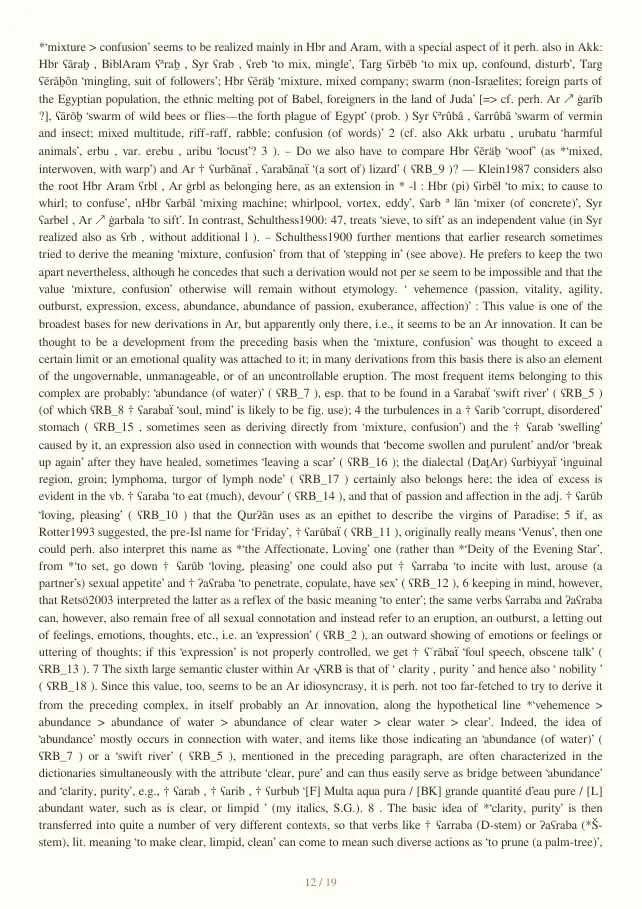 *‘mixture > confusion’ seems to be realized mainly in Hbr and Aram, with a special aspect of it perh. also in Akk:
Hbr ʕāraḇ , BiblAram ʕᵃraḇ , Syr ʕrab , ʕreb ‘to mix, mingle’, Targ ʕirbēb ‘to mix up, confound, disturb’, Targ
ʕērāḇôn ‘mingling, suit of followers’; Hbr ʕēräḇ ‘mixture, mixed company; swarm (non-Israelites; foreign parts of
the Egyptian population, the ethnic melting pot of Babel, foreigners in the land of Juda’ [=> cf. perh. Ar ↗ ġarīb
?], ʕārōḇ ‘swarm of wild bees or flies—the forth plague of Egypt’ (prob. ) Syr ʕᵊrûbâ , ʕarrûbâ ‘swarm of vermin
and insect; mixed multitude, riff-raff, rabble; confusion (of words)’ 2 (cf. also Akk urbatu , urubatu ‘harmful
animals’, erbu , var. erebu , aribu ‘locust’? 3 ). – Do we also have to compare Hbr ʕēräḇ ‘woof’ (as *‘mixed,
interwoven, with warp’) and Ar † ʕurbānaẗ , ʕarabānaẗ ‘(a sort of) lizard’ ( ʕRB_9 )? — Klein1987 considers also
the root Hbr Aram ʕrbl , Ar ġrbl as belonging here, as an extension in * -l : Hbr (pi) ʕirbēl ‘to mix; to cause to
whirl; to confuse’, nHbr ʕarbāl ‘mixing machine; whirlpool, vortex, eddy’, ʕarb ᵃ lān ‘mixer (of concrete)’, Syr
ʕarbel , Ar ↗ ġarbala ‘to sift’. In contrast, Schulthess1900: 47, treats ‘sieve, to sift’ as an independent value (in Syr
realized also as ʕrb , without additional l ). – Schulthess1900 further mentions that earlier research sometimes
tried to derive the meaning ‘mixture, confusion’ from that of ‘stepping in’ (see above). He prefers to keep the two
apart nevertheless, although he concedes that such a derivation would not per se seem to be impossible and that the
value ‘mixture, confusion’ otherwise will remain without etymology. ‘ vehemence (passion, vitality, agility,
outburst, expression, excess, abundance, abundance of passion, exuberance, affection)’ : This value is one of the
broadest bases for new derivations in Ar, but apparently only there, i.e., it seems to be an Ar innovation. It can be
thought to be a development from the preceding basis when the ‘mixture, confusion’ was thought to exceed a
certain limit or an emotional quality was attached to it; in many derivations from this basis there is also an element
of the ungovernable, unmanageable, or of an uncontrollable eruption. The most frequent items belonging to this
complex are probably: ‘abundance (of water)’ ( ʕRB_7 ), esp. that to be found in a ʕarabaẗ ‘swift river’ ( ʕRB_5 )
(of which ʕRB_8 † ʕarabaẗ ‘soul, mind’ is likely to be fig. use); 4 the turbulences in a † ʕarib ‘corrupt, disordered’
stomach ( ʕRB_15 , sometimes seen as deriving directly from ‘mixture, confusion’) and the † ʕarab ‘swelling’
caused by it, an expression also used in connection with wounds that ‘become swollen and purulent’ and/or ‘break
up again’ after they have healed, sometimes ‘leaving a scar’ ( ʕRB_16 ); the dialectal (DaṯAr) ʕurbiyyaẗ ‘inguinal
region, groin; lymphoma, turgor of lymph node’ ( ʕRB_17 ) certainly also belongs here; the idea of excess is
evident in the vb. † ʕaraba ‘to eat (much), devour’ ( ʕRB_14 ), and that of passion and affection in the adj. † ʕarūb
‘loving, pleasing’ ( ʕRB_10 ) that the Qurʔān uses as an epithet to describe the virgins of Paradise; 5 if, as
Rotter1993 suggested, the pre-Isl name for ‘Friday’, † ʕarūbaẗ ( ʕRB_11 ), originally really means ‘Venus’, then one
could perh. also interpret this name as *‘the Affectionate, Loving’ one (rather than *‘Deity of the Evening Star’,
from *‘to set, go down † ʕarūb ‘loving, pleasing’ one could also put † ʕarraba ‘to incite with lust, arouse (a
partner’s) sexual appetite’ and † ʔaʕraba ‘to penetrate, copulate, have sex’ ( ʕRB_12 ), 6 keeping in mind, however,
that Retsö2003 interpreted the latter as a reflex of the basic meaning ‘to enter’; the same verbs ʕarraba and ʔaʕraba
can, however, also remain free of all sexual connotation and instead refer to an eruption, an outburst, a letting out
of feelings, emotions, thoughts, etc., i.e. an ‘expression’ ( ʕRB_2 ), an outward showing of emotions or feelings or
uttering of thoughts; if this ‘expression’ is not properly controlled, we get † ʕ⁻rābaẗ ‘foul speech, obscene talk’ (
ʕRB_13 ). 7 The sixth large semantic cluster within Ar √ʕRB is that of ‘ clarity , purity ’ and hence also ‘ nobility ’
( ʕRB_18 ). Since this value, too, seems to be an Ar idiosyncrasy, it is perh. not too far-fetched to try to derive it
from the preceding complex, in itself probably an Ar innovation, along the hypothetical line *‘vehemence >
abundance > abundance of water > abundance of clear water > clear water > clear’. Indeed, the idea of
‘abundance’ mostly occurs in connection with water, and items like those indicating an ‘abundance (of water)’ (
ʕRB_7 ) or a ‘swift river’ ( ʕRB_5 ), mentioned in the preceding paragraph, are often characterized in the
dictionaries simultaneously with the attribute ‘clear, pure’ and can thus easily serve as bridge between ‘abundance’
and ‘clarity, purity’, e.g., † ʕarab , † ʕarib , † ʕurbub ‘[F] Multa aqua pura / [BK] grande quantité d’eau pure / [L]
abundant water, such as is clear, or limpid ’ (my italics, S.G.). 8 . The basic idea of *‘clarity, purity’ is then
transferred into quite a number of very different contexts, so that verbs like † ʕarraba (D-stem) or ʔaʕraba (*Š-
stem), lit. meaning ‘to make clear, limpid, clean’ can come to mean such diverse actions as ‘to prune (a palm-tree)’,
12 / 19